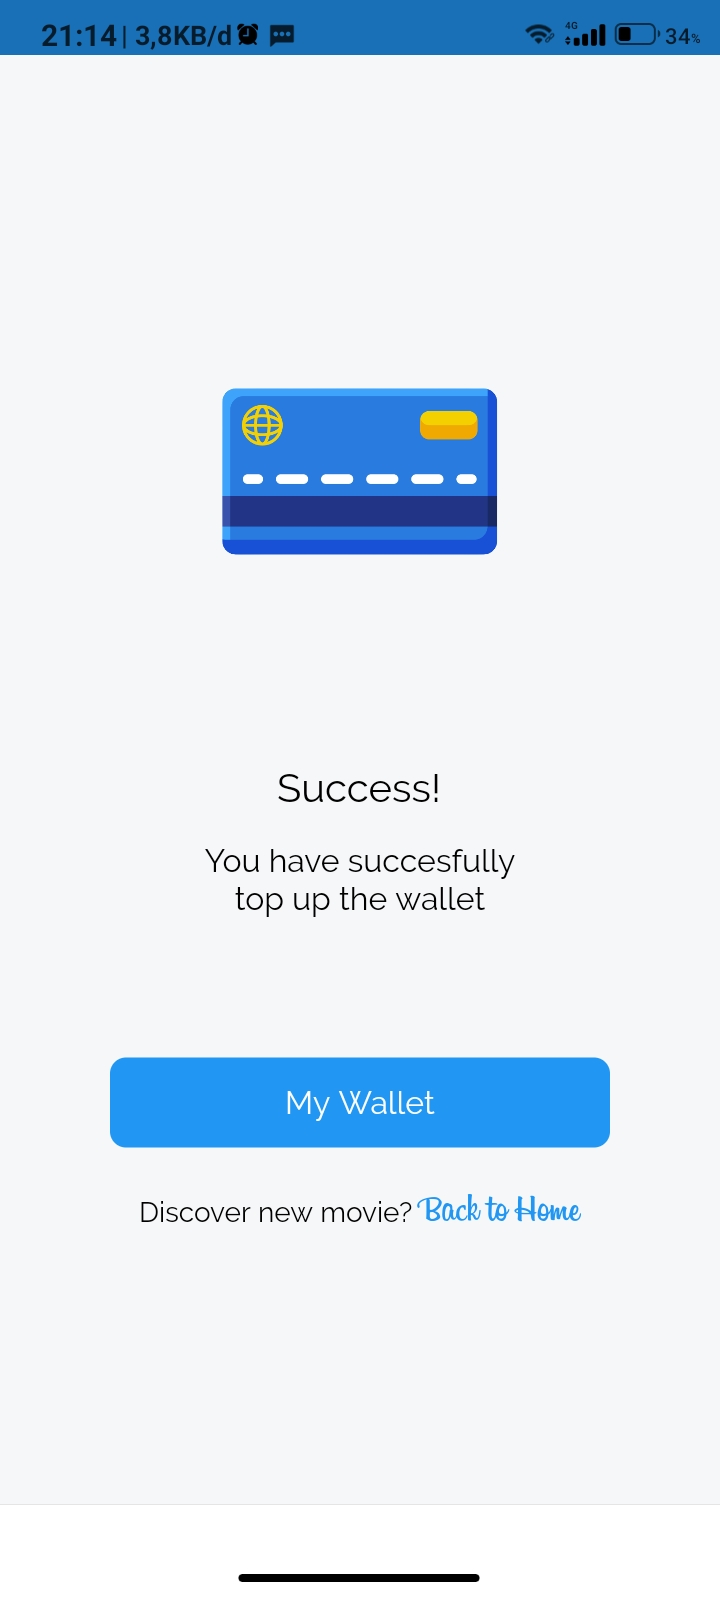 21:14 | 3,8KB/d
4G
34%
Success!
You have succesfully
top up the wallet
My Wallet
Discover new movie? Back to Home